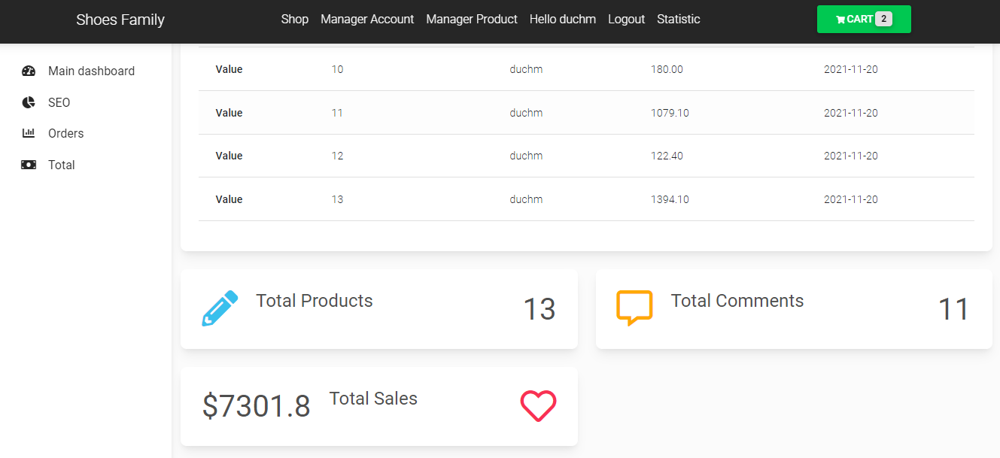 Shoes Family Shop Manager Account Manager Product Hello duchm Logout Statistic CART 2
Main dashboard
SEO
Orders
Total
Value 10 duchm 180.00 2021-11-20
Value 11 duchm 1079.10 2021-11-20
Value 12 duchm 122.40 2021-11-20
Value 13 duchm 1394.10 2021-11-20
Total Products 13
Total Comments 11
$7301.8 Total Sales